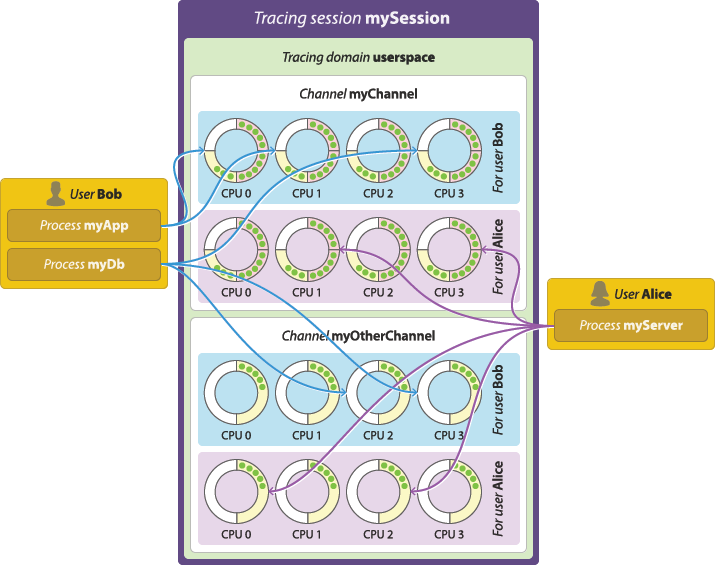 Tracing session mySession
Tracing domain userspace
Channel myChannel
CPU 0 CPU 1 CPU 2 CPU 3
For user Bob
User Bob
Process myApp
Process myDb
CPU 0 CPU 1 CPU 2 CPU 3
For user Alice
User Alice
Process myServer
Channel myOtherChannel
CPU 0 CPU 1 CPU 2 CPU 3
For user Bob
CPU 0 CPU 1 CPU 2 CPU 3
For user Alice